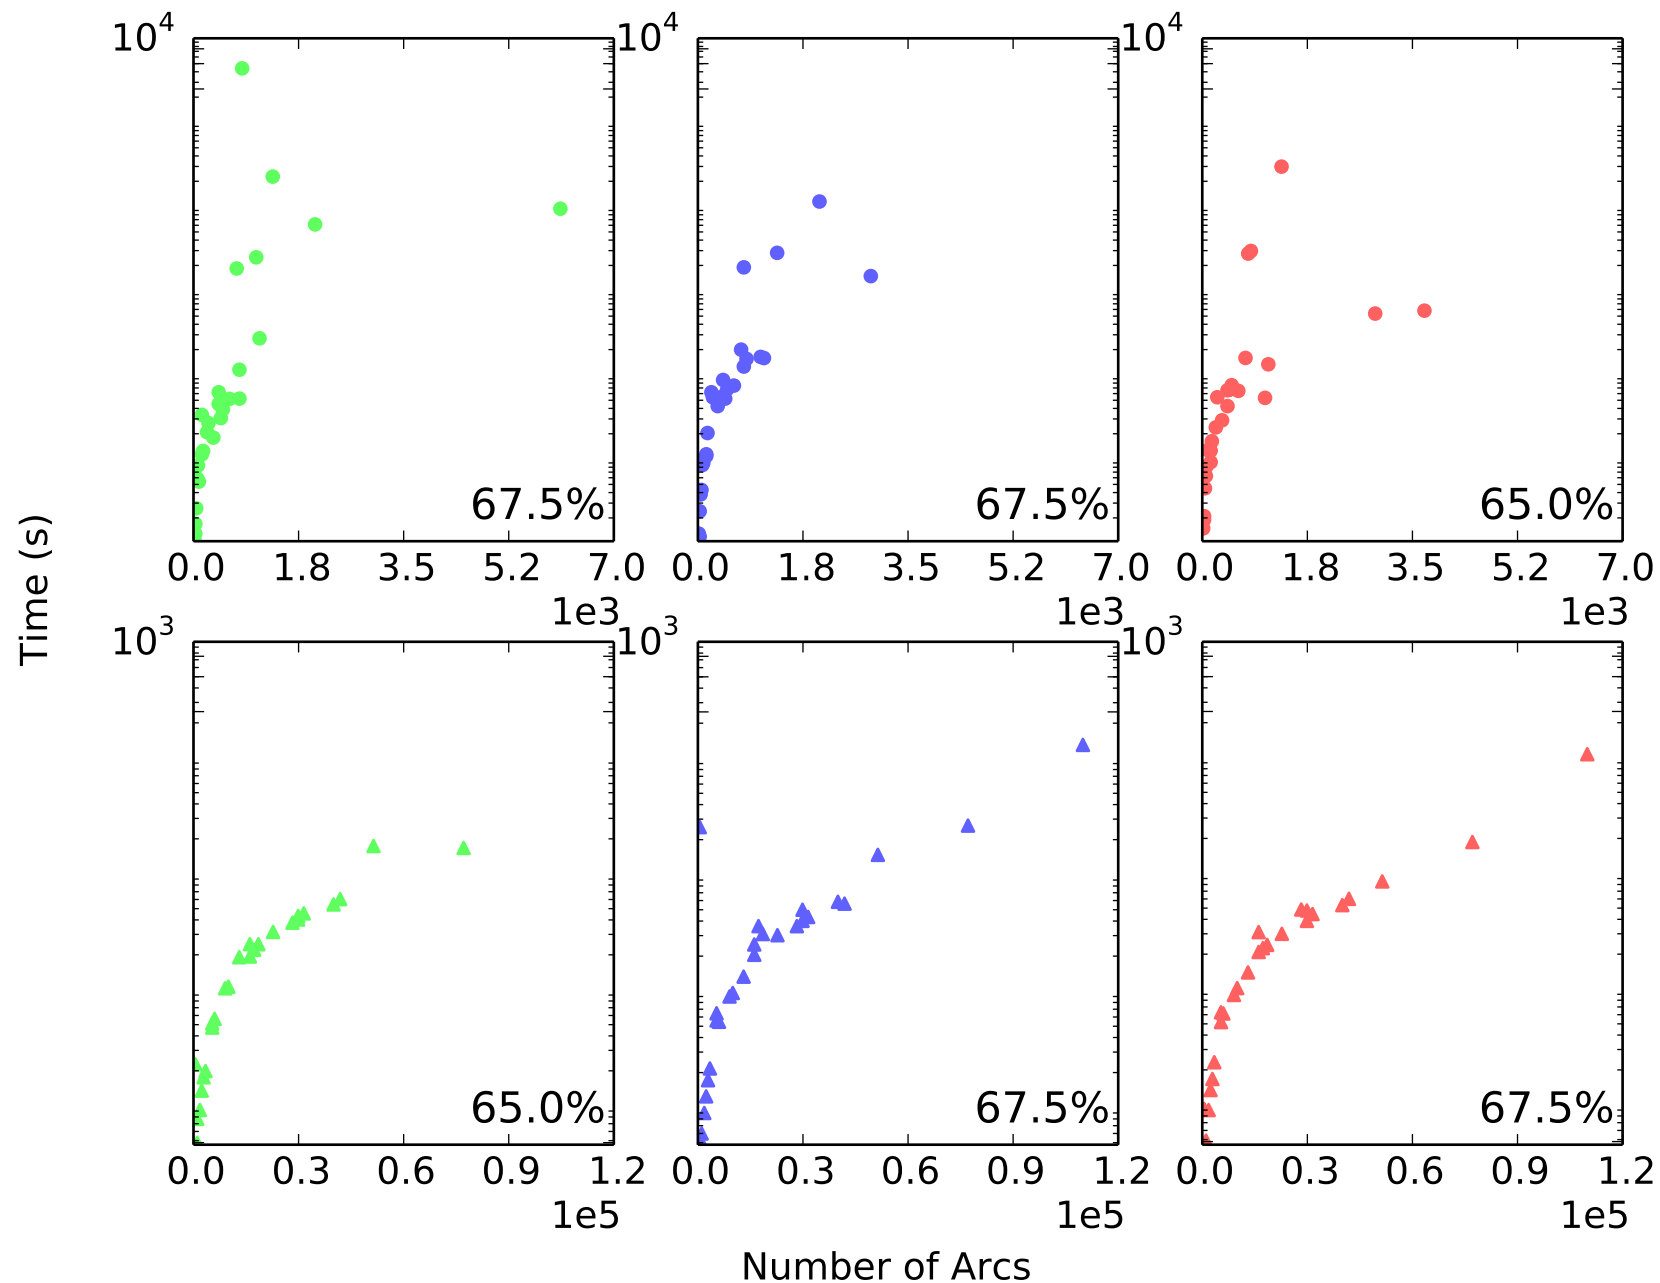 10^4 10^4 10^4
67.5% 67.5% 65.0%
0.0 1.8 3.5 5.2 7.0 0.0 1.8 3.5 5.2 7.0 0.0 1.8 3.5 5.2 7.0
1e3 1e3 1e3
Time (s)
10^3 10^3 10^3
65.0% 67.5% 67.5%
0.0 0.3 0.6 0.9 1.2 0.0 0.3 0.6 0.9 1.2 0.0 0.3 0.6 0.9 1.2
1e5 1e5 1e5
Number of Arcs